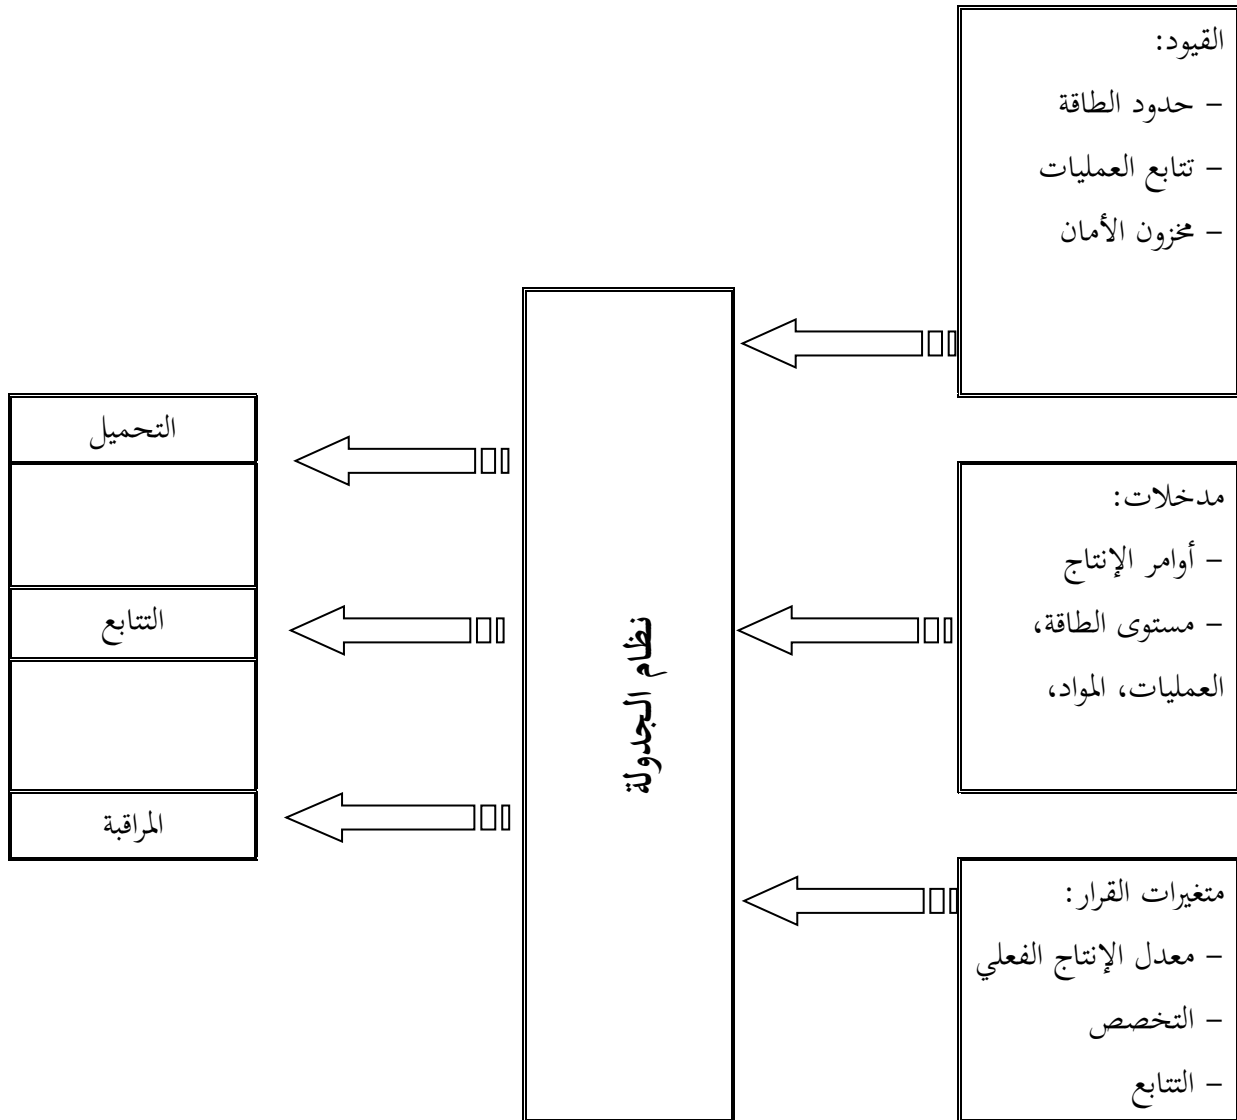 القيود:
– حدود الطاقة
– تتابع العمليات
– مخزون الأمان
مدخلات:
– أوامر الإنتاج
– مستوى الطاقة،
العمليات، المواد،
متغيرات القرار:
– معدل الإنتاج الفعلي
– التخصص
– التتابع
نظام الجدولة
التحميل
التتابع
المراقبة